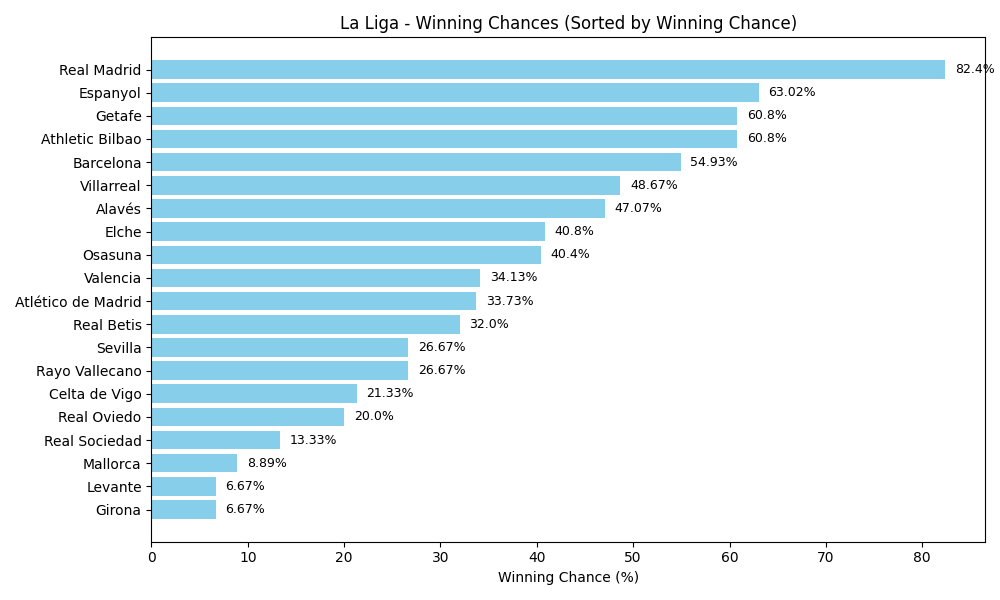 La Liga - Winning Chances (Sorted by Winning Chance)
Real Madrid 82.4%
Espanyol 63.02%
Getafe 60.8%
Athletic Bilbao 60.8%
Barcelona 54.93%
Villarreal 48.67%
Alavés 47.07%
Elche 40.8%
Osasuna 40.4%
Valencia 34.13%
Atlético de Madrid 33.73%
Real Betis 32.0%
Sevilla 26.67%
Rayo Vallecano 26.67%
Celta de Vigo 21.33%
Real Oviedo 20.0%
Real Sociedad 13.33%
Mallorca 8.89%
Levante 6.67%
Girona 6.67%
0 10 20 30 40 50 60 70 80
Winning Chance (%)